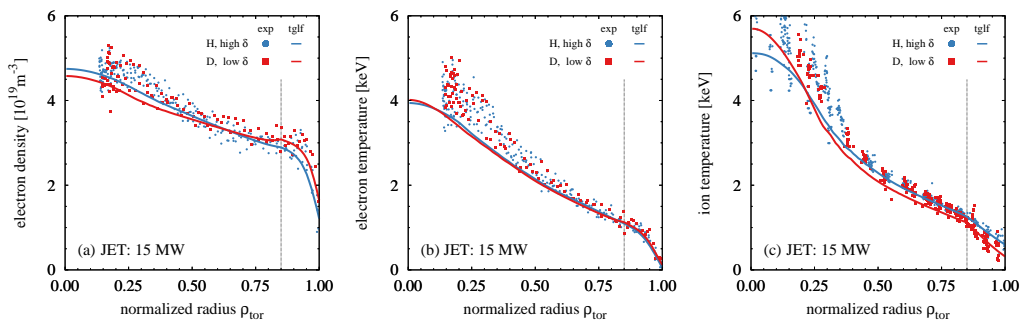 electron density [10^19 m^-3]
6
4
2
0
exp tglf
H, high δ
D, low δ
(a) JET: 15 MW
0.00 0.25 0.50 0.75 1.00
normalized radius ρ_tor
electron temperature [keV]
6
4
2
0
exp tglf
H, high δ
D, low δ
(b) JET: 15 MW
0.00 0.25 0.50 0.75 1.00
normalized radius ρ_tor
ion temperature [keV]
6
4
2
0
exp tglf
H, high δ
D, low δ
(c) JET: 15 MW
0.00 0.25 0.50 0.75 1.00
normalized radius ρ_tor